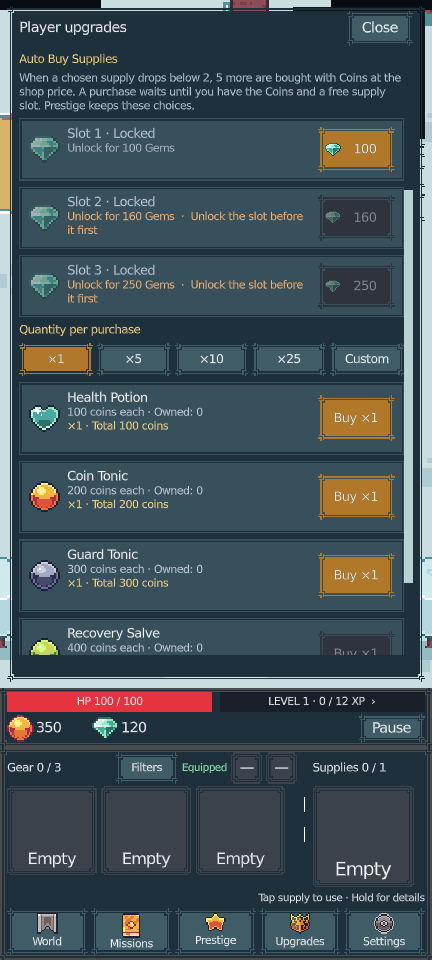 Player upgrades
Close
Auto Buy Supplies
When a chosen supply drops below 2, 5 more are bought with Coins at the
shop price. A purchase waits until you have the Coins and a free supply
slot. Prestige keeps these choices.
Slot 1 · Locked
Unlock for 100 Gems
100
Slot 2 · Locked
Unlock for 160 Gems · Unlock the slot before
it first
160
Slot 3 · Locked
Unlock for 250 Gems · Unlock the slot before
it first
250
Quantity per purchase
×1
×5
×10
×25
Custom
Health Potion
100 coins each · Owned: 0
×1 · Total 100 coins
Buy ×1
Coin Tonic
200 coins each · Owned: 0
×1 · Total 200 coins
Buy ×1
Guard Tonic
300 coins each · Owned: 0
×1 · Total 300 coins
Buy ×1
Recovery Salve
400 coins each · Owned: 0
Buy ×1
HP 100 / 100
LEVEL 1 · 0 / 12 XP ›
350
120
Pause
Gear 0 / 3
Filters
Equipped
—
—
Supplies 0 / 1
Empty
Empty
Empty
Empty
Tap supply to use · Hold for details
World
Missions
Prestige
Upgrades
Settings